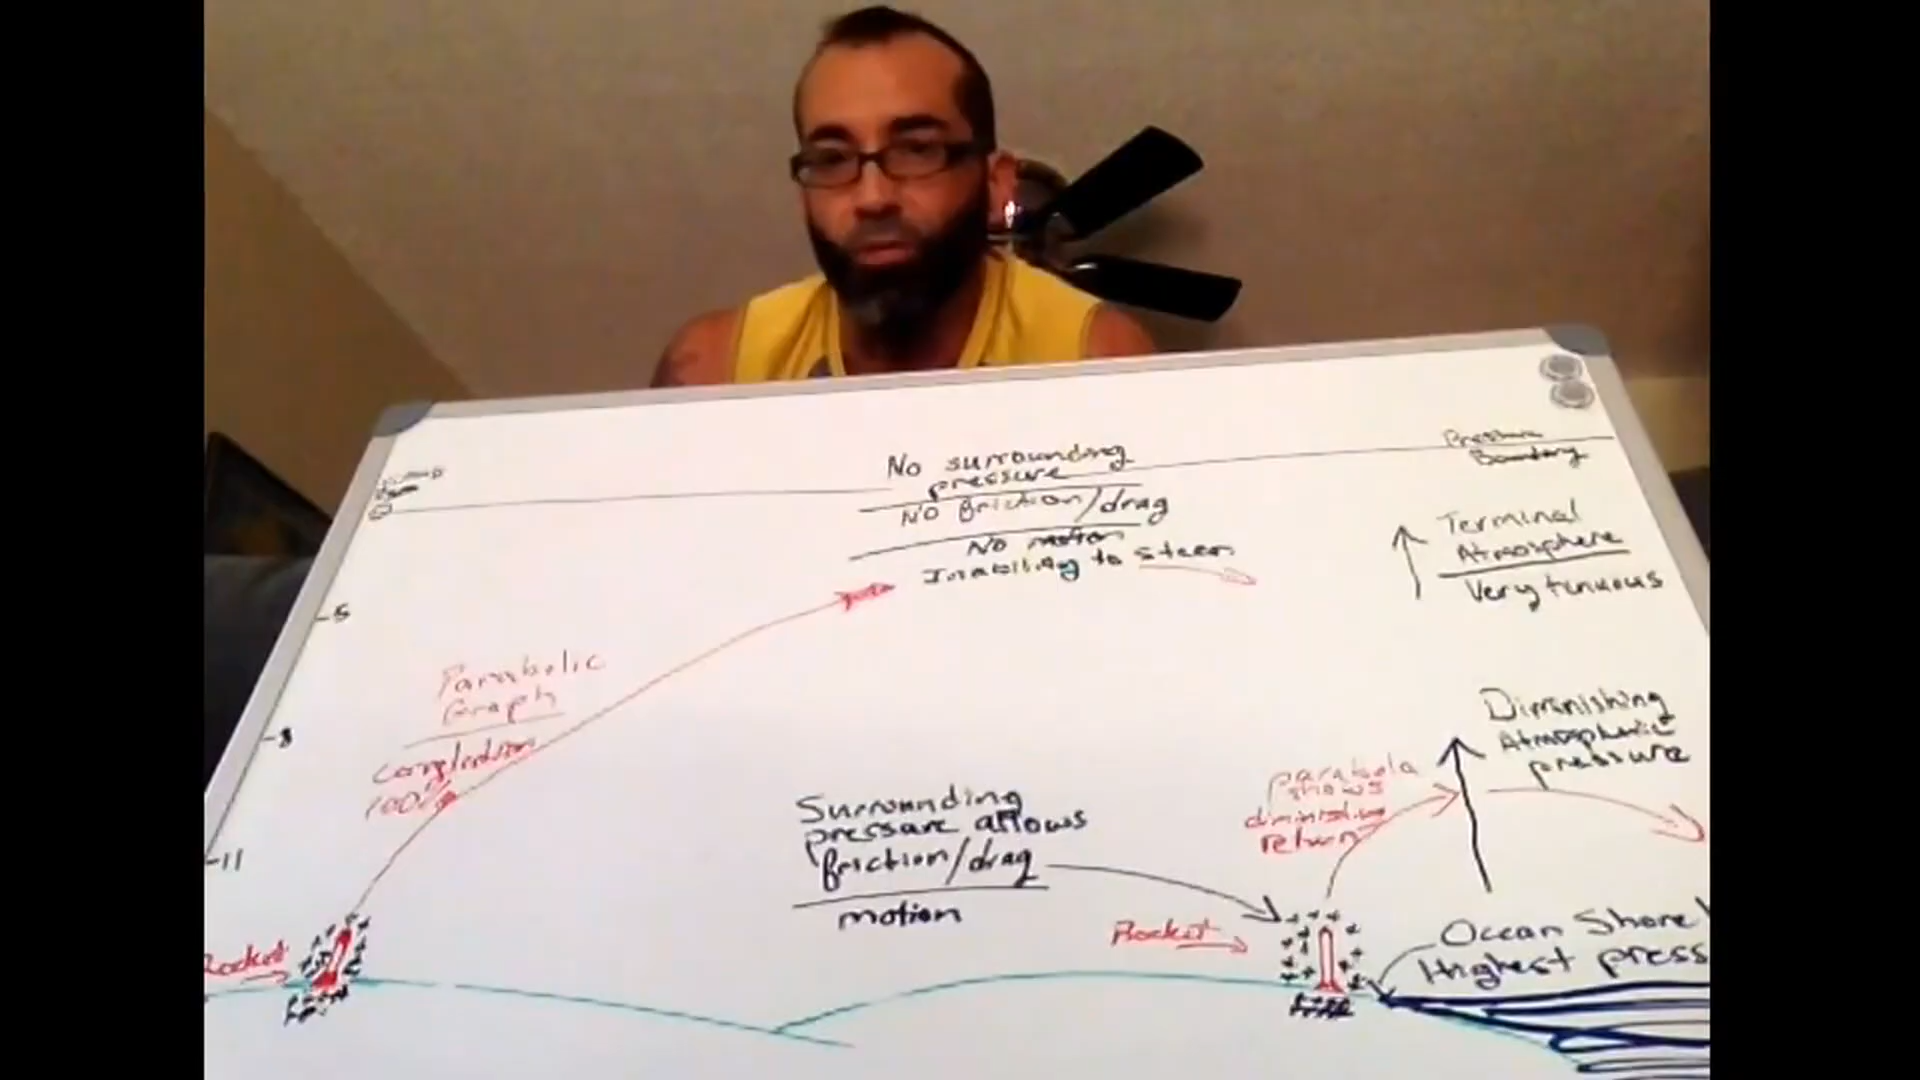 No surrounding
pressure
NO friction/drag
No motion
Inability to steer
Pressure
Boundary
Terminal
Atmosphere
Very tenuous
-5
-8
-11
Parabolic
Graph
100%
Rocket
Surrounding
pressure allows
friction/drag
motion
Rocket
parabola
shows
diminishing
return
Diminishing
Atmospheric
pressure
Ocean Shore
Highest press